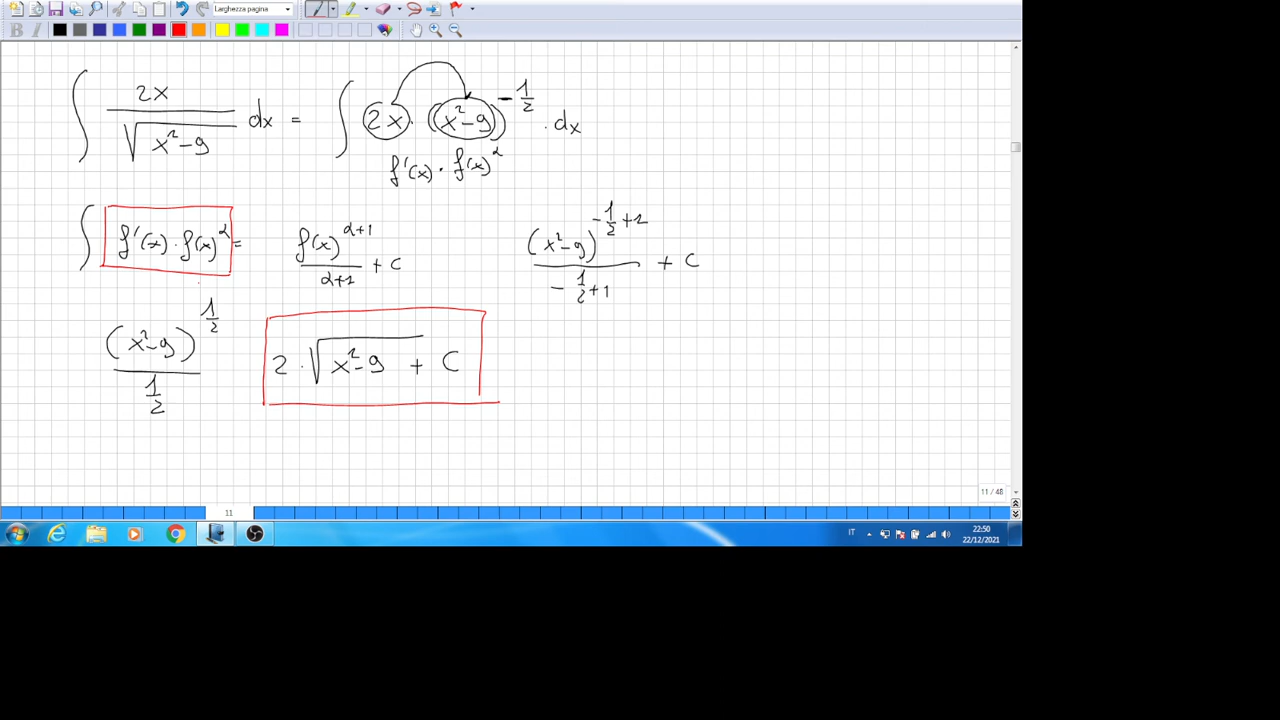 Larghezza pagina
B I
∫ 2x / √(x²-9) dx = ∫ 2x · (x²-9)^(-1/2) · dx
f'(x) · f(x)^α
∫ f'(x) · f(x)^α = f(x)^(α+1) / (α+1) + C
(x²-9)^(-1/2+1) / (-1/2+1) + C
(x²-9)^(1/2) / (1/2)
2 · √(x²-9) + C
11 / 48
11
IT
22:50
22/12/2021